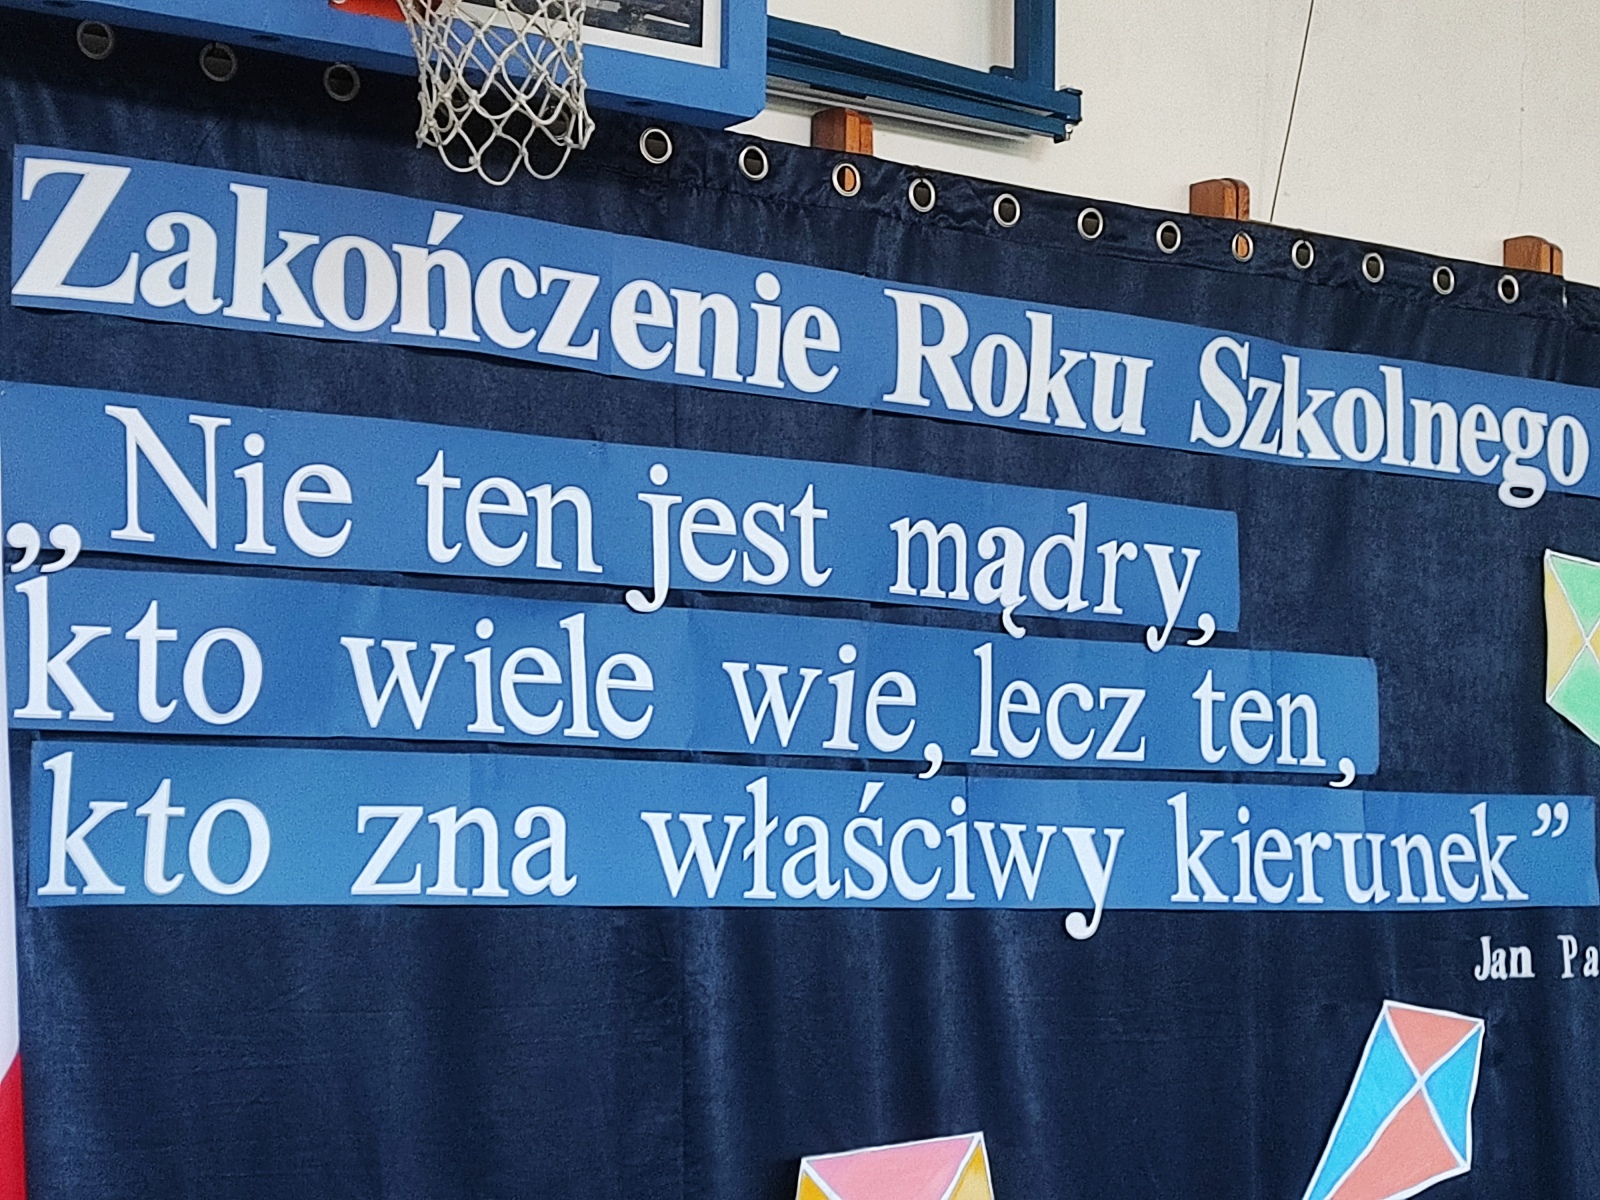 Zakończenie Roku Szkolnego
„Nie ten jest mądry,
kto wiele wie, lecz ten,
kto zna właściwy kierunek”
Jan Pa